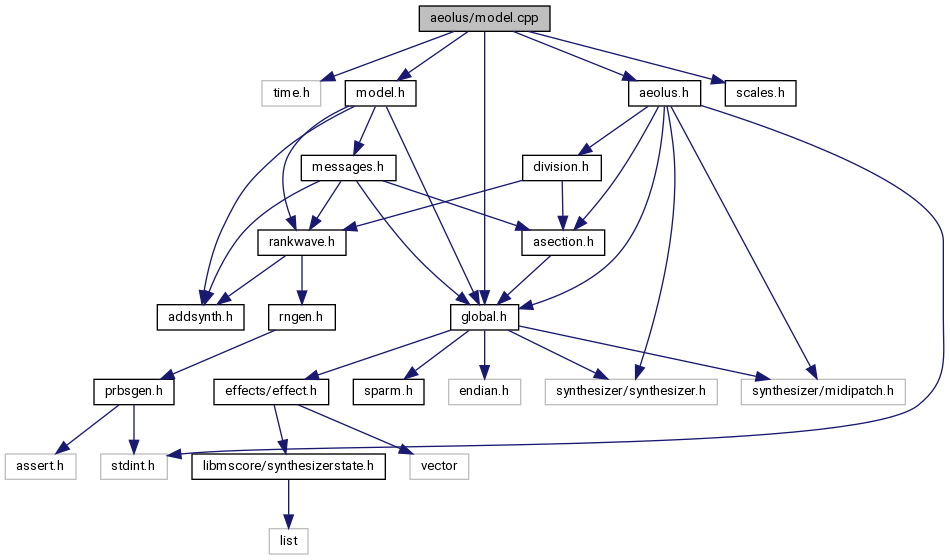 aeolus/model.cpp
time.h
model.h
aeolus.h
scales.h
messages.h
division.h
rankwave.h
asection.h
addsynth.h
rngen.h
global.h
prbsgen.h
effects/effect.h
sparm.h
endian.h
synthesizer/synthesizer.h
synthesizer/midipatch.h
assert.h
stdint.h
libmscore/synthesizerstate.h
vector
list